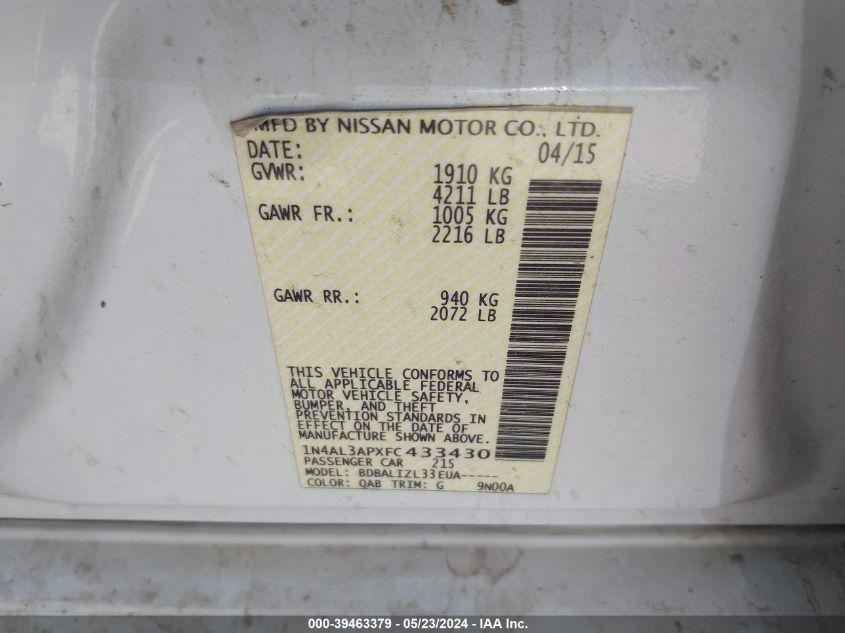 MFD BY NISSAN MOTOR CO., LTD.
DATE: 04/15
GVWR: 1910 KG
4211 LB
GAWR FR.: 1005 KG
2216 LB
GAWR RR.: 940 KG
2072 LB
THIS VEHICLE CONFORMS TO
ALL APPLICABLE FEDERAL
MOTOR VEHICLE SAFETY,
BUMPER, AND THEFT
PREVENTION STANDARDS IN
EFFECT ON THE DATE OF
MANUFACTURE SHOWN ABOVE.
1N4AL3APXFC433430
PASSENGER CAR 215
MODEL: BDBALIZL33EUA-----
COLOR: QAB TRIM: G 9N00A
000-39463379 - 05/23/2024 - IAAI Inc.